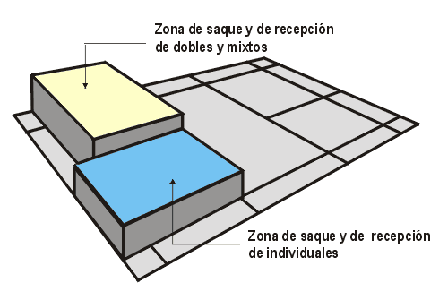 Zona de saque y de recepción
de dobles y mixtos
Zona de saque y de recepción
de individuales